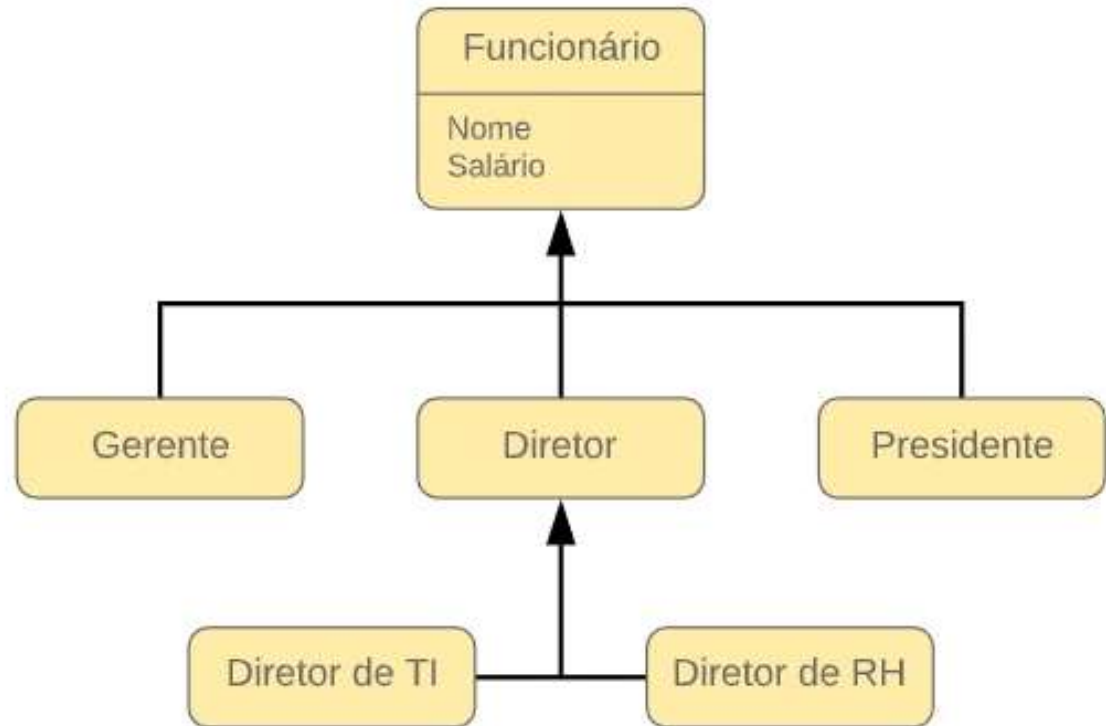 Funcionário
Nome
Salário
Gerente
Diretor
Presidente
Diretor de TI
Diretor de RH